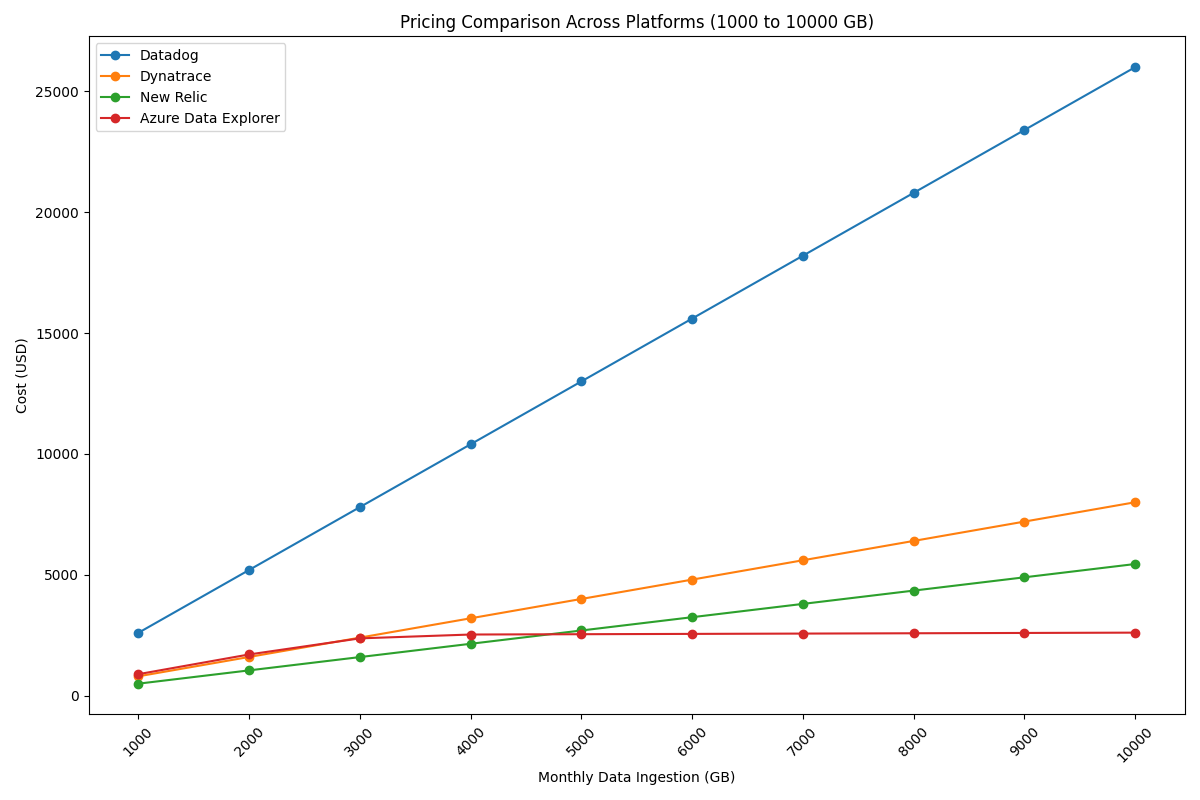 Pricing Comparison Across Platforms (1000 to 10000 GB)
Datadog
Dynatrace
New Relic
Azure Data Explorer
Cost (USD)
25000
20000
15000
10000
5000
0
1000
2000
3000
4000
5000
6000
7000
8000
9000
10000
Monthly Data Ingestion (GB)